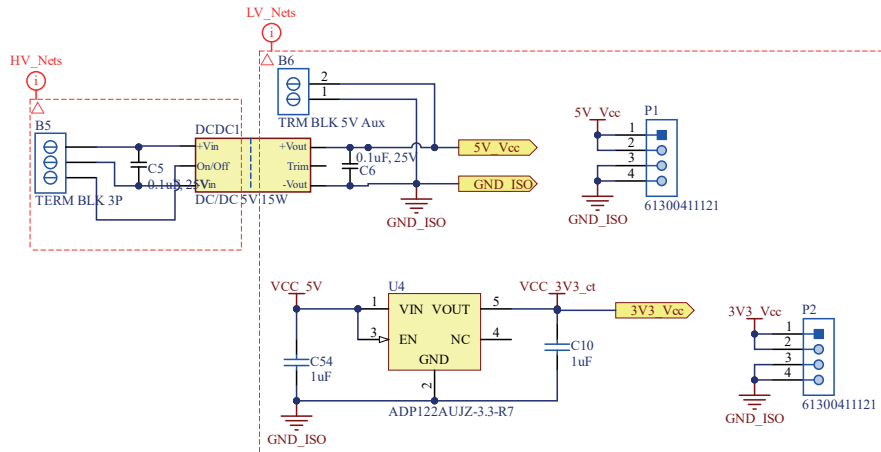 LV_Nets
i
HV_Nets
i
B6
2
1
TRM BLK 5V Aux
B5
TERM BLK 3P
C5
0.1uF, 25V
DCDC1
+Vin
On/Off
-Vin
+Vout
Trim
-Vout
DC/DC 5V 15W
0.1uF, 25V
C6
5V_Vcc
GND_ISO
GND_ISO
5V_Vcc
P1
1
2
3
4
GND_ISO
61300411121
VCC_5V
U4
1
VIN
VOUT
5
3
EN
NC
4
GND
2
ADP122AUJZ-3.3-R7
C54
1uF
GND_ISO
VCC_3V3_ct
3V3_Vcc
C10
1uF
3V3_Vcc
P2
1
2
3
4
GND_ISO
61300411121